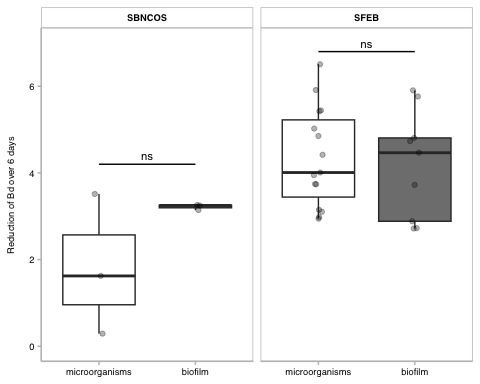 SBNCOS
SFEB
ns
ns
Reduction of Bd over 6 days
6
4
2
0
microorganisms
biofilm
microorganisms
biofilm